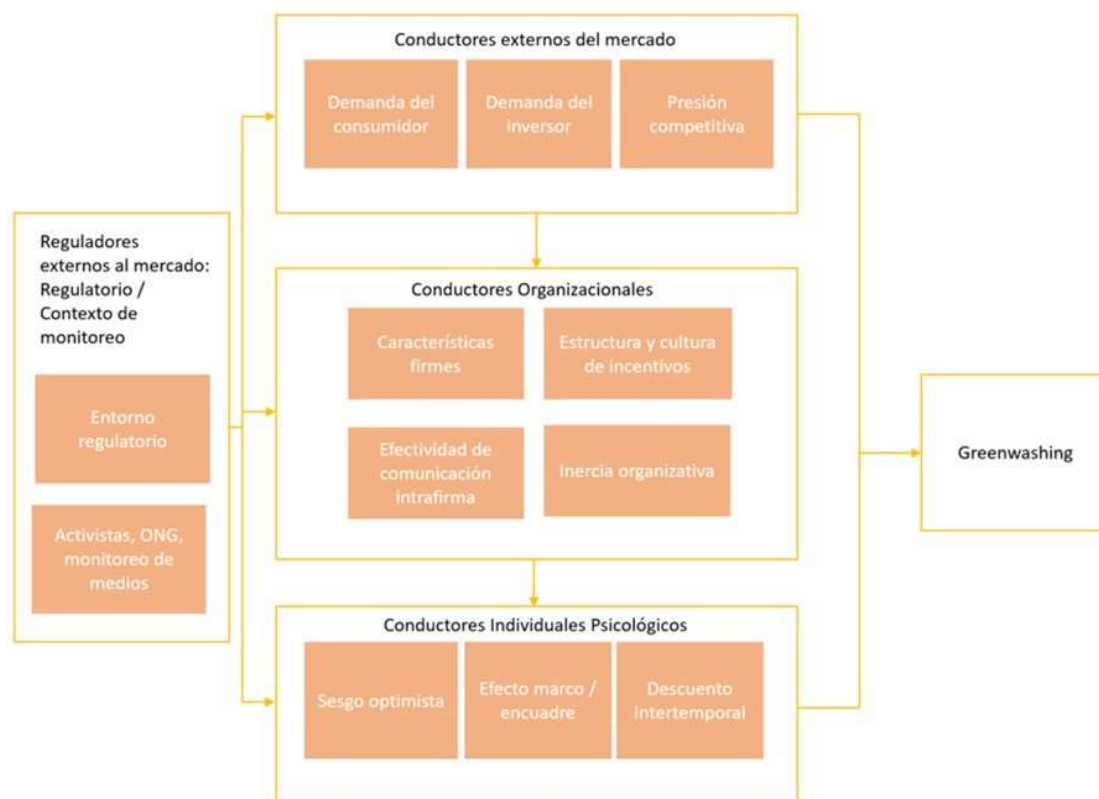 Conductores externos del mercado
Demanda del
consumidor
Demanda del
inversor
Presión
competitiva
Reguladores
externos al mercado:
Regulatorio /
Contexto de
monitoreo
Entorno
regulatorio
Activistas, ONG,
monitoreo de
medios
Conductores Organizacionales
Características
firmes
Estructura y cultura
de incentivos
Efectividad de
comunicación
intrafirma
Inercia organizativa
Conductores Individuales Psicológicos
Sesgo optimista
Efecto marco /
encuadre
Descuento
Intertemporal
Greenwashing